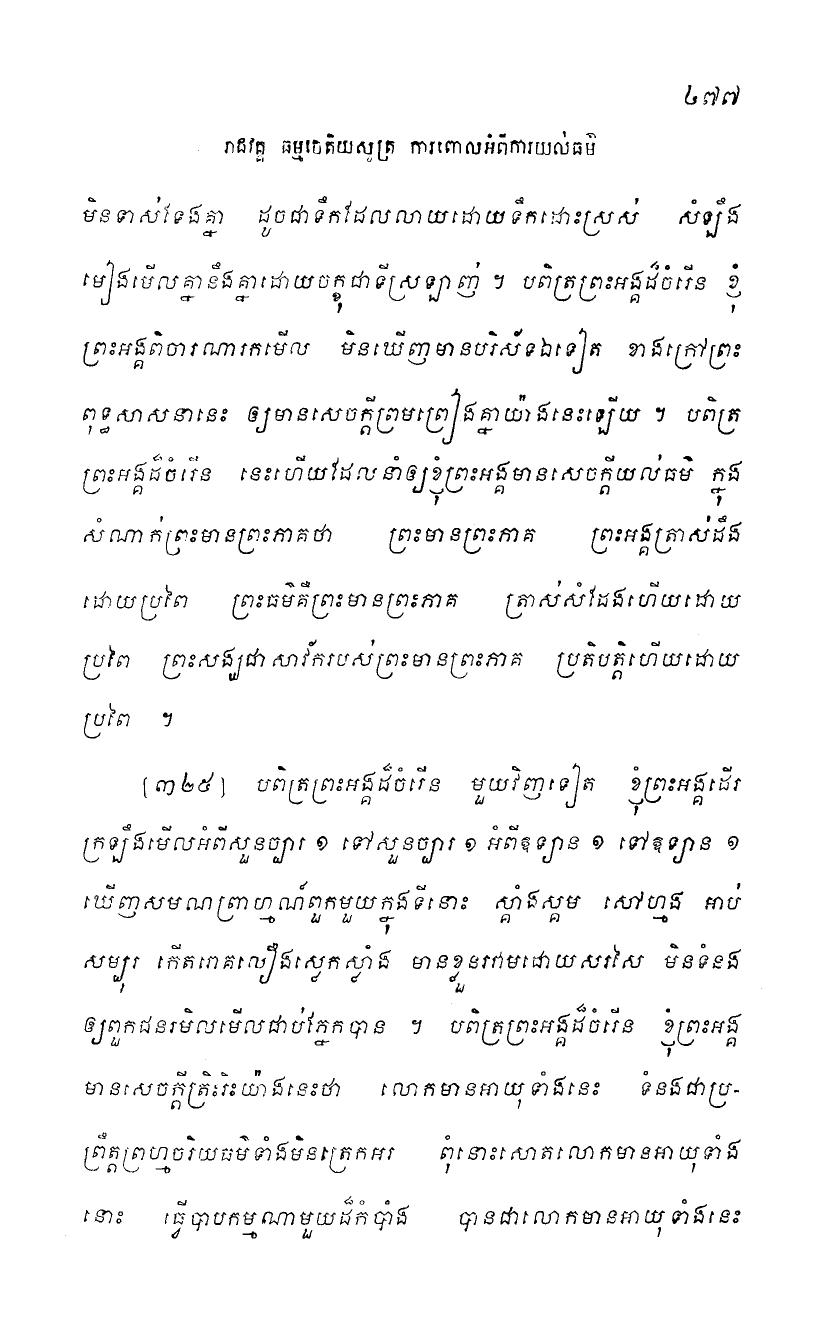 ៤៧៧
រាជវគ្គ ធម្មចេតិយសូត្រ ការពោលអំពីការយល់ធម៌
មិនទាស់ទែងគ្នា ដូចជាទឹកដែលលាយដោយទឹកដោះស្រស់ សំឡឹង
មៀងមើលគ្នានឹងគ្នាដោយចក្ខុជាទីស្រឡាញ់ ។ បពិត្រព្រះអង្គដ៏ចំរើន ខ្ញុំ
ព្រះអង្គពិចារណារកមើល មិនឃើញមានបរិស័ទឯទៀត ខាងក្រៅព្រះ
ពុទ្ធសាសនានេះ ឲ្យមានសេចក្តីព្រមព្រៀងគ្នាយ៉ាងនេះឡើយ ។ បពិត្រ
ព្រះអង្គដ៏ចំរើន នេះហើយដែលនាំឲ្យខ្ញុំព្រះអង្គមានសេចក្តីយល់ធម៌ ក្នុង
សំណាក់ព្រះមានព្រះភាគថា ព្រះមានព្រះភាគ ព្រះអង្គត្រាស់ដឹង
ដោយប្រពៃ ព្រះធម៌គឺព្រះមានព្រះភាគ ត្រាស់សំដែងហើយដោយ
ប្រពៃ ព្រះសង្ឃជាសាវ័ករបស់ព្រះមានព្រះភាគ ប្រតិបត្តិហើយដោយ
ប្រពៃ ។
[៣២៥] បពិត្រព្រះអង្គដ៏ចំរើន មួយវិញទៀត ខ្ញុំព្រះអង្គដើរ
ក្រឡឹងមើលអំពីសួនច្បារ ១ ទៅសួនច្បារ ១ អំពីឧទ្យាន ១ ទៅឧទ្យាន ១
ឃើញសមណព្រាហ្មណ៍ពួកមួយក្នុងទីនោះ ស្គាំងស្គម សៅហ្មង អាប់
សម្បុរ កើតរោគលឿងស្លេកស្លាំង មានខ្លួនរពាមដោយសរសៃ មិនទំនង
ឲ្យពួកជនរមិលមើលជាប់ភ្នែកបាន ។ បពិត្រព្រះអង្គដ៏ចំរើន ខ្ញុំព្រះអង្គ
មានសេចក្តីត្រិះរិះយ៉ាងនេះថា លោកមានអាយុទាំងនេះ ទំនងជាប្រ-
ព្រឹត្តព្រហ្មចរិយធម៌ទាំងមិនត្រេកអរ ពុំនោះសោតលោកមានអាយុទាំង
នោះ ធ្វើបាបកម្មណាមួយដ៏កំបាំង បានជាលោកមានអាយុទាំងនេះ